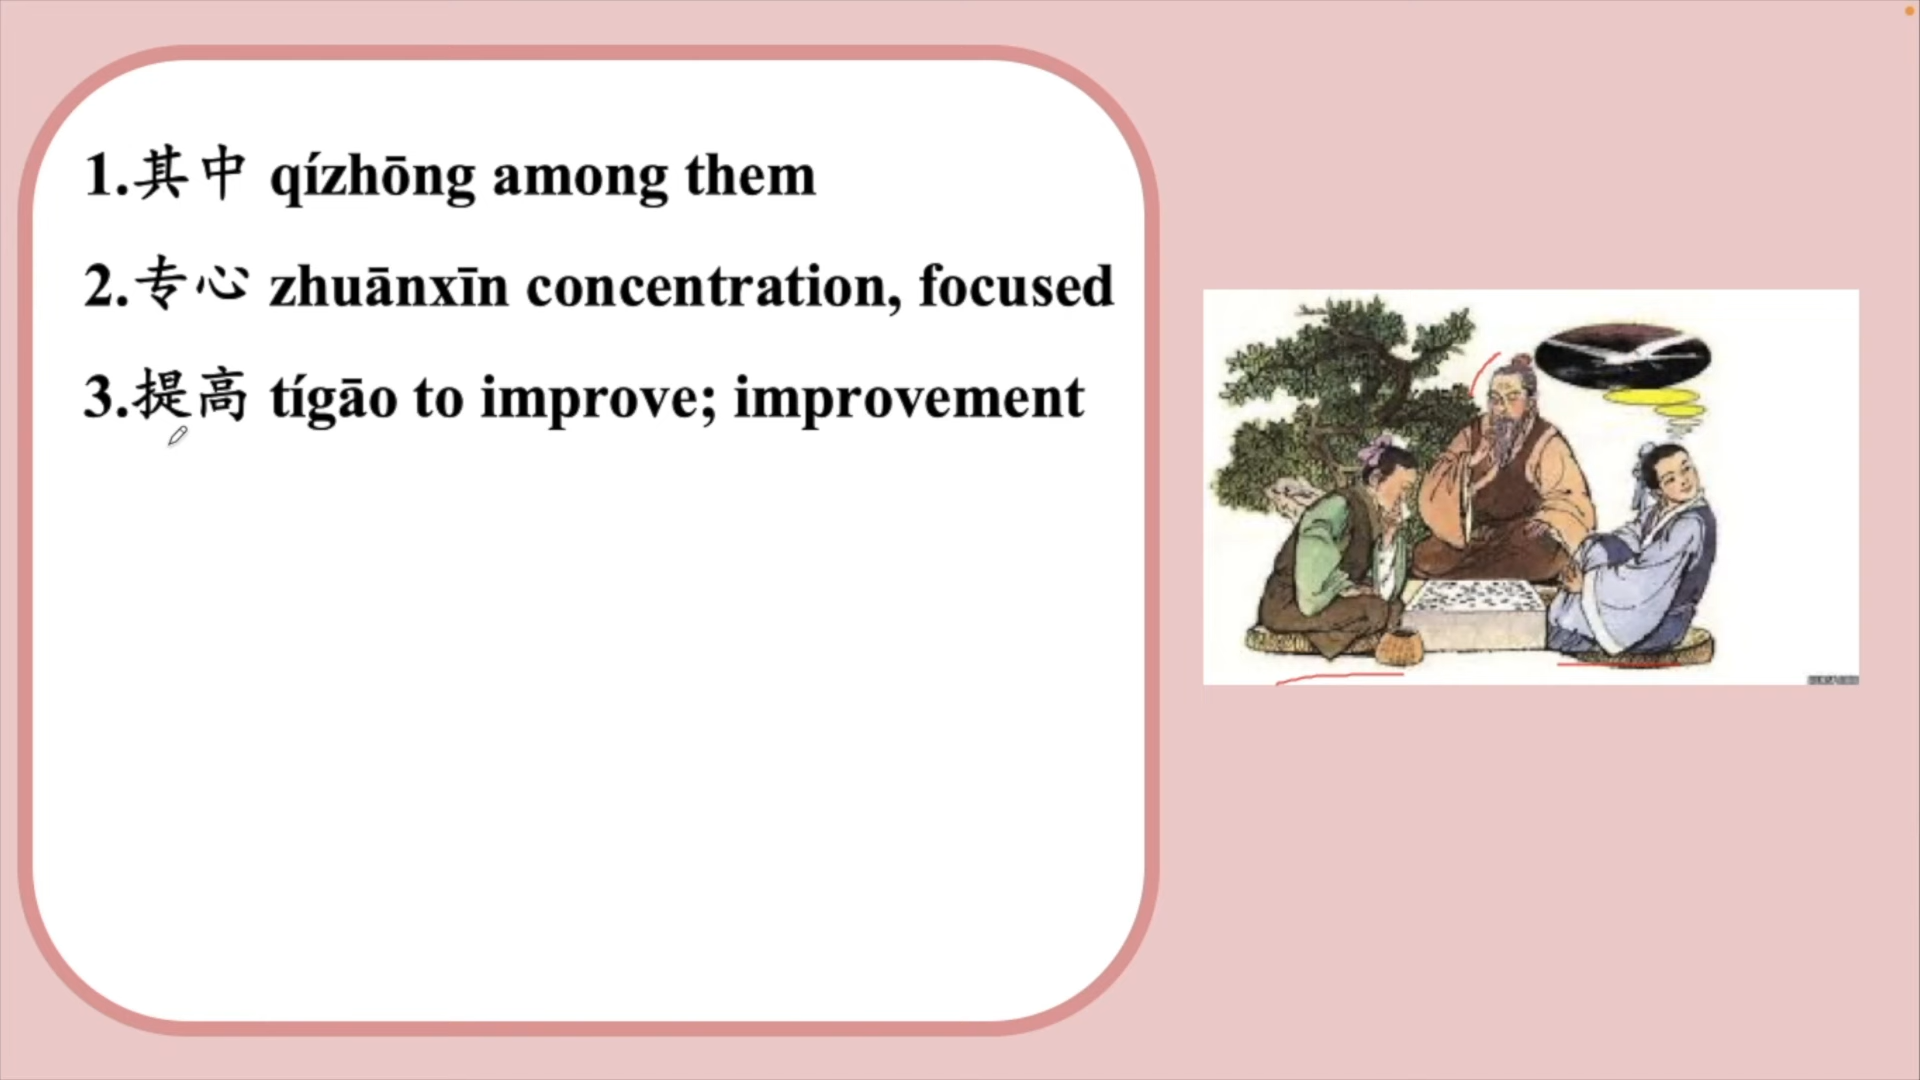 1.其中 qízhōng among them
2.专心 zhuānxīn concentration, focused
3.提高 tígāo to improve; improvement